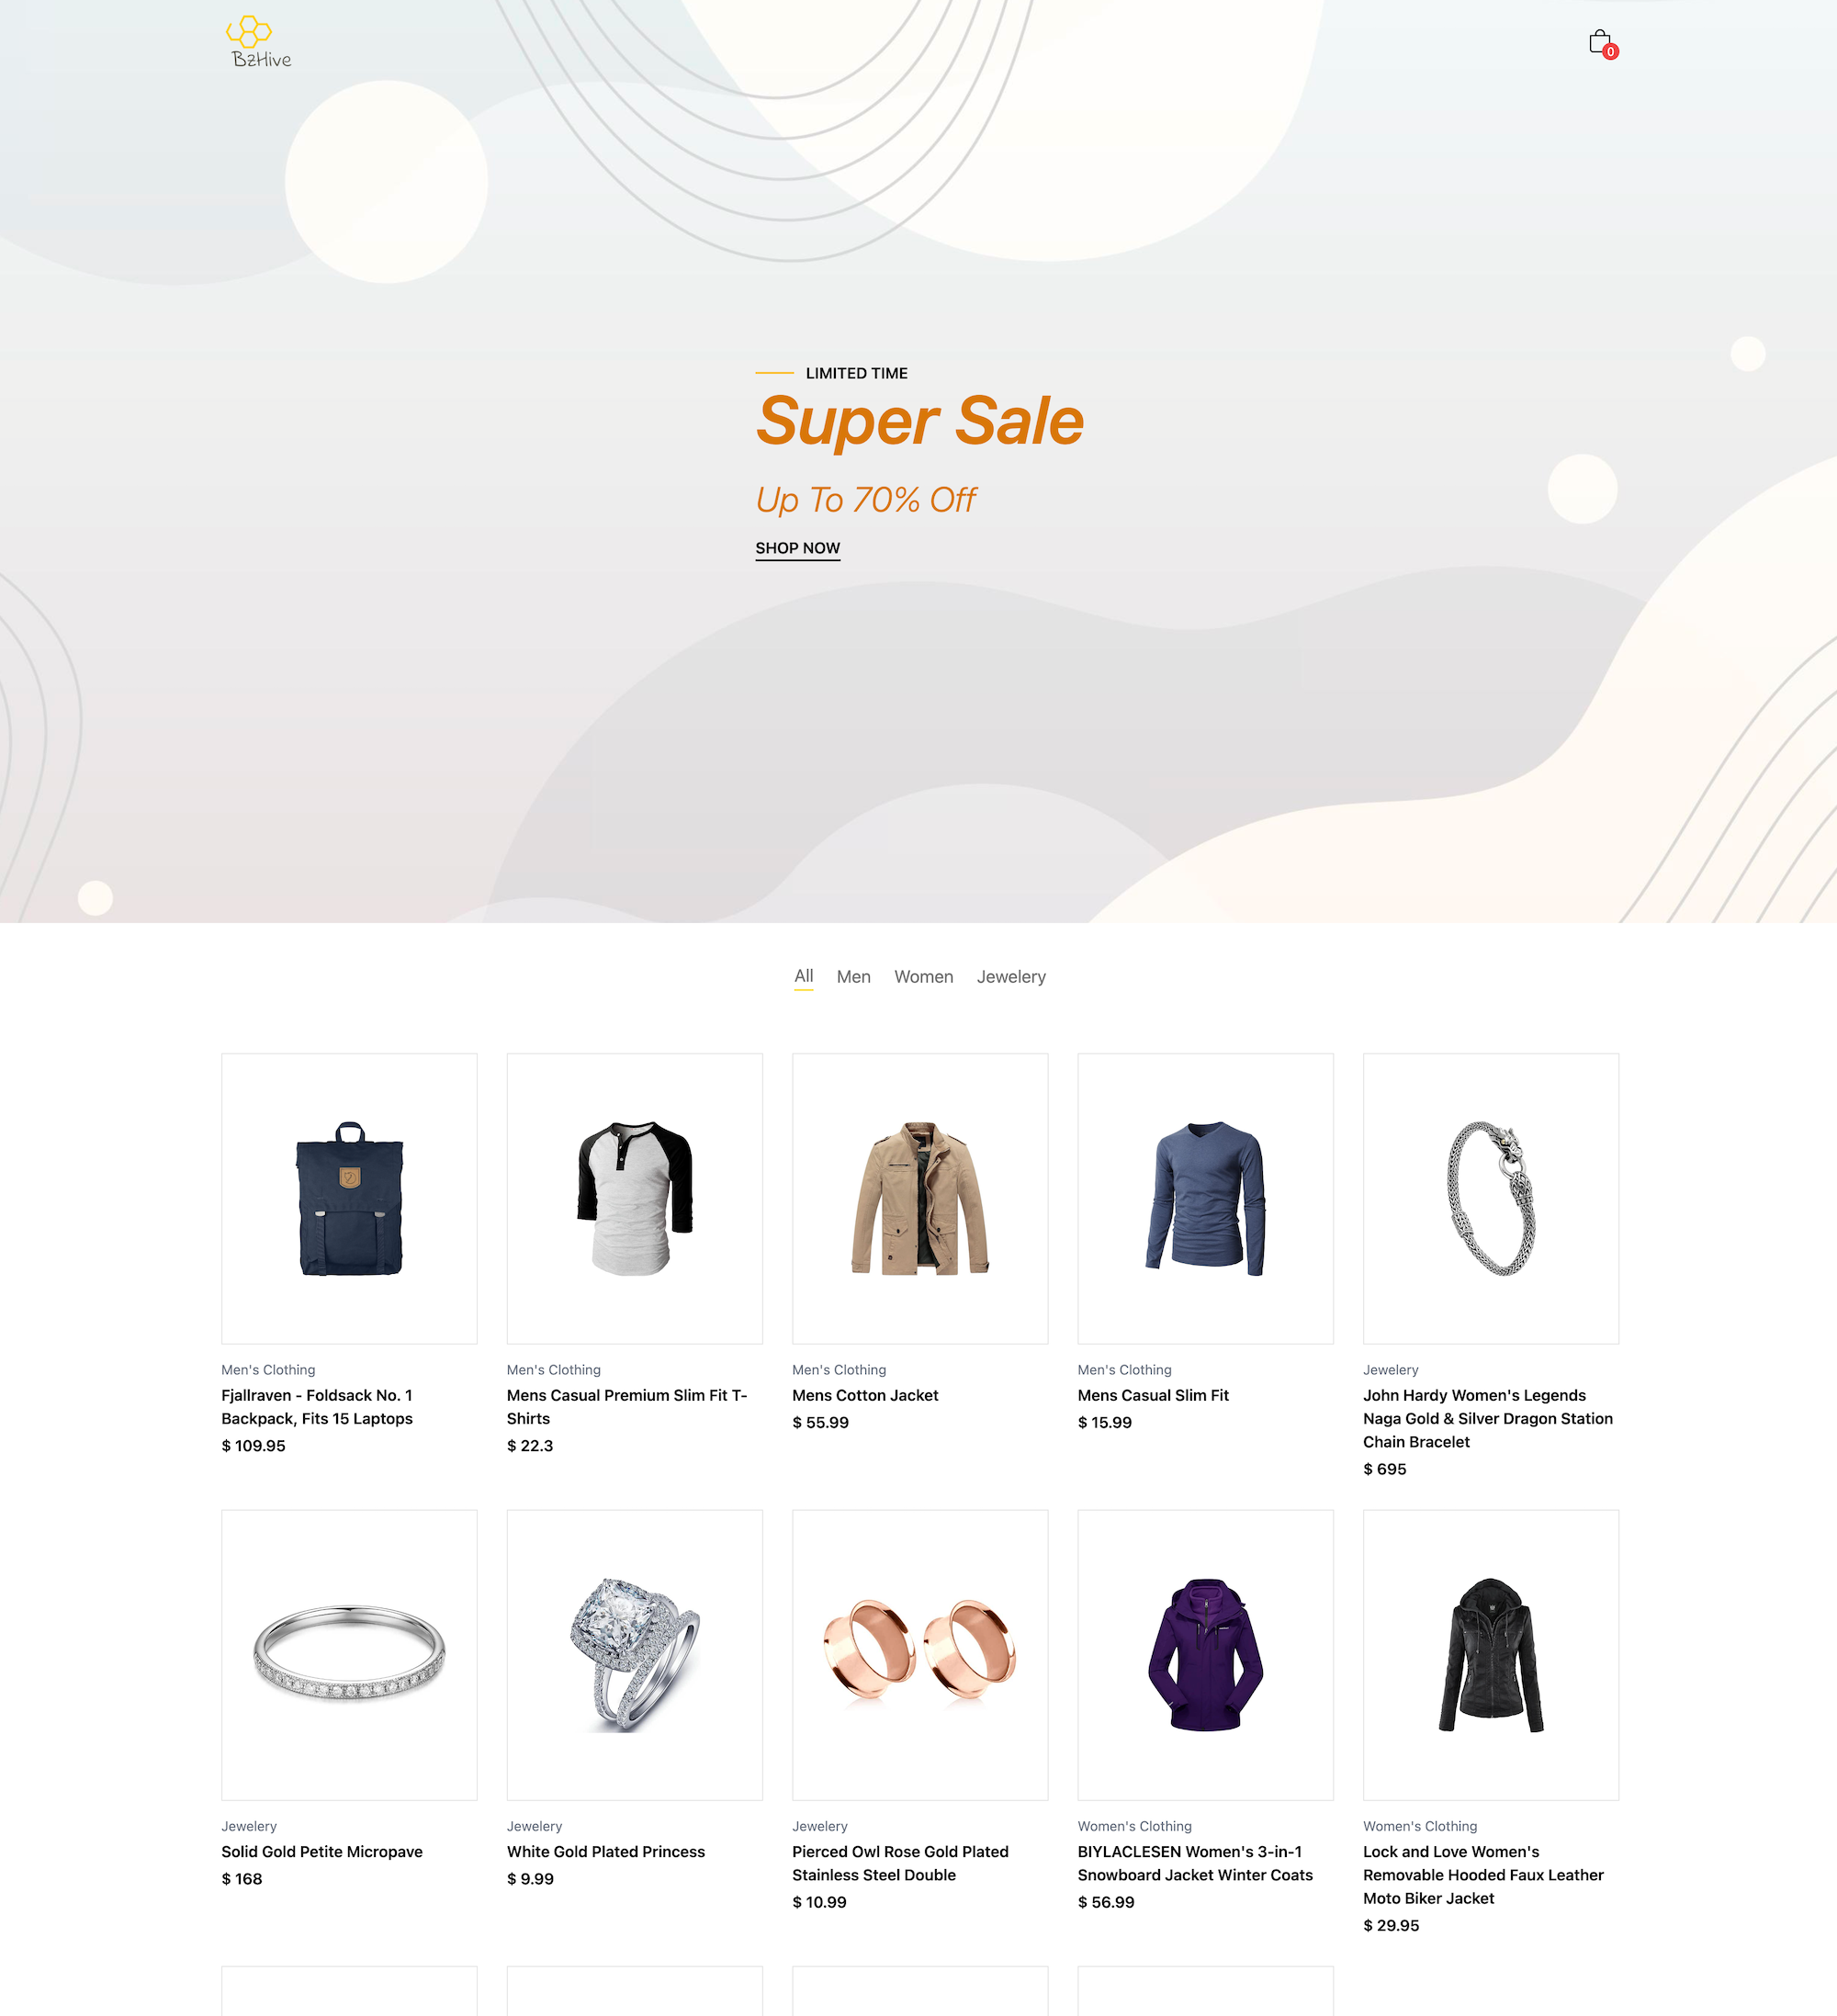 BzHive
0
LIMITED TIME
Super Sale
Up To 70% Off
SHOP NOW
All Men Women Jewelery
Men's Clothing
Fjallraven - Foldsack No. 1
Backpack, Fits 15 Laptops
$ 109.95
Men's Clothing
Mens Casual Premium Slim Fit T-
Shirts
$ 22.3
Men's Clothing
Mens Cotton Jacket
$ 55.99
Men's Clothing
Mens Casual Slim Fit
$ 15.99
Jewelery
John Hardy Women's Legends
Naga Gold & Silver Dragon Station
Chain Bracelet
$ 695
Jewelery
Solid Gold Petite Micropave
$ 168
Jewelery
White Gold Plated Princess
$ 9.99
Jewelery
Pierced Owl Rose Gold Plated
Stainless Steel Double
$ 10.99
Women's Clothing
BIYLACLESEN Women's 3-in-1
Snowboard Jacket Winter Coats
$ 56.99
Women's Clothing
Lock and Love Women's
Removable Hooded Faux Leather
Moto Biker Jacket
$ 29.95